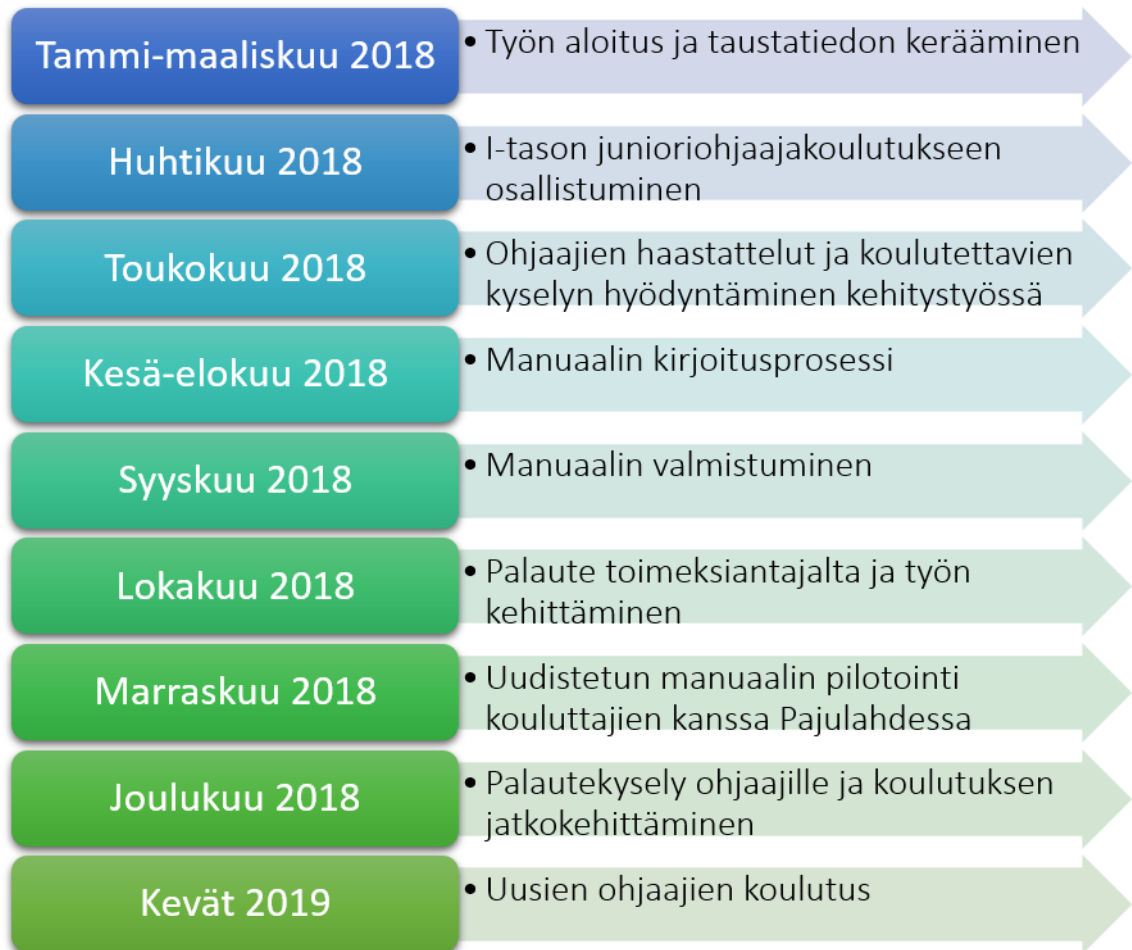 Tammi-maaliskuu 2018
• Työn aloitus ja taustatiedon kerääminen
Huhtikuu 2018
• I-tason junioriohjaajakoulutukseen
osallistuminen
Toukokuu 2018
• Ohjaajien haastattelut ja koulutettavien
kyselyn hyödyntäminen kehitystyössä
Kesä-elokuu 2018
• Manuaalin kirjoitusprosessi
Syyskuu 2018
• Manuaalin valmistuminen
Lokakuu 2018
• Palaute toimeksiantajalta ja työn
kehittäminen
Marraskuu 2018
• Uudistetun manuaalin pilotointi
kouluttajien kanssa Pajulahdessa
Joulukuu 2018
• Palautekysely ohjaajille ja koulutuksen
jatkokehittäminen
Kevät 2019
• Uusien ohjaajien koulutus